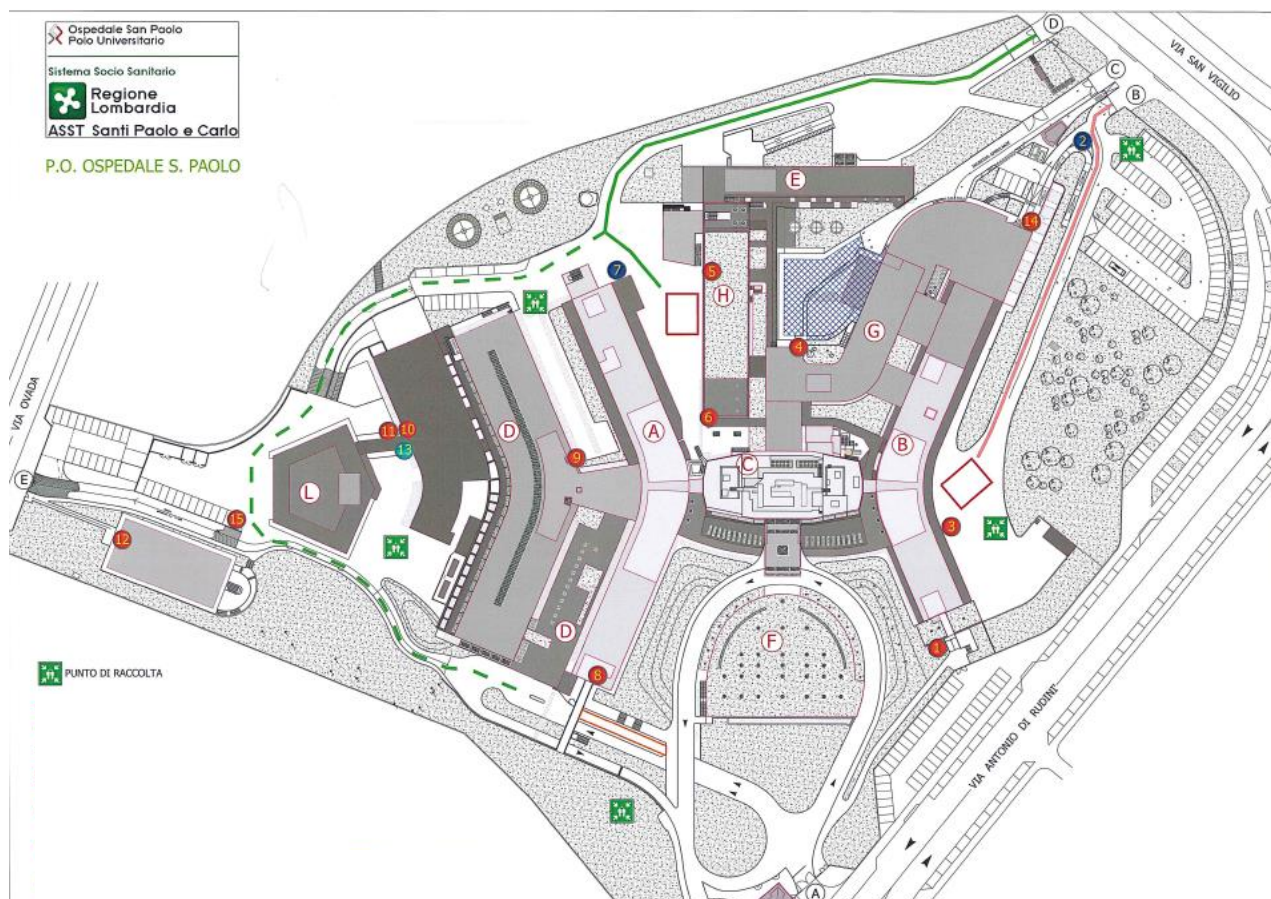 Ospedale San Paolo
Polo Universitario
Sistema Socio Sanitario
Regione
Lombardia
ASST Santi Paolo e Carlo
P.O. OSPEDALE S. PAOLO
D
VIA SAN VIGILIO
C
B
2
E
14
7
5
H
G
4
VIA OVADA
6
11
10
13
D
A
9
B
C
L
E
15
12
3
F
D
1
8
PUNTO DI RACCOLTA
VIA ANTONIO DI RUDINI'
A